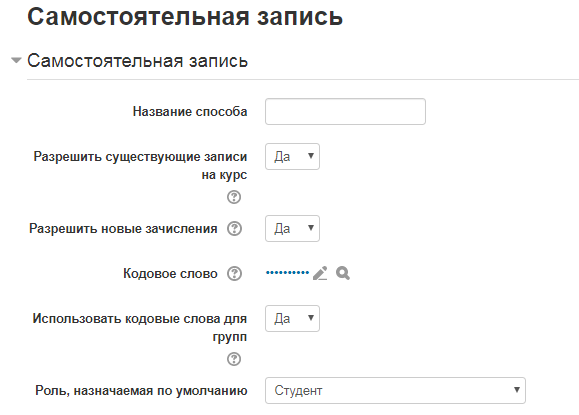 Самостоятельная запись
Самостоятельная запись
Название способа
Разрешить существующие записи
на курс
Да
Разрешить новые зачисления
Да
Кодовое слово
••••••••••
Использовать кодовые слова для
групп
Да
Роль, назначаемая по умолчанию
Студент